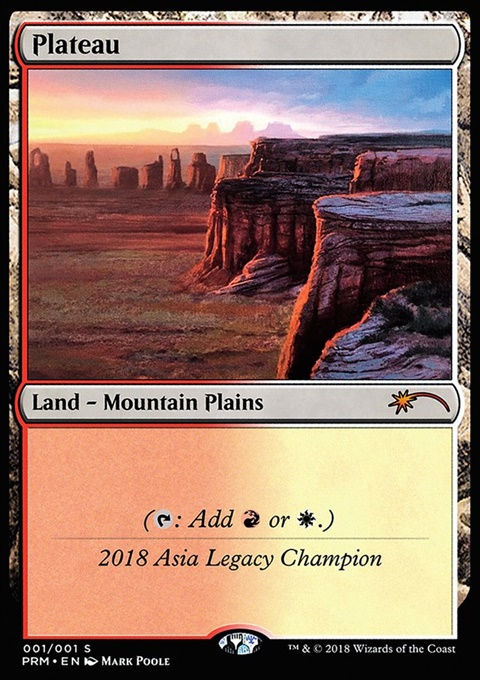 Plateau
Land – Mountain Plains
(: Add or .)
2018 Asia Legacy Champion
001/001 S
PRM • EN MARK POOLE
™ & © 2018 Wizards of the Coast